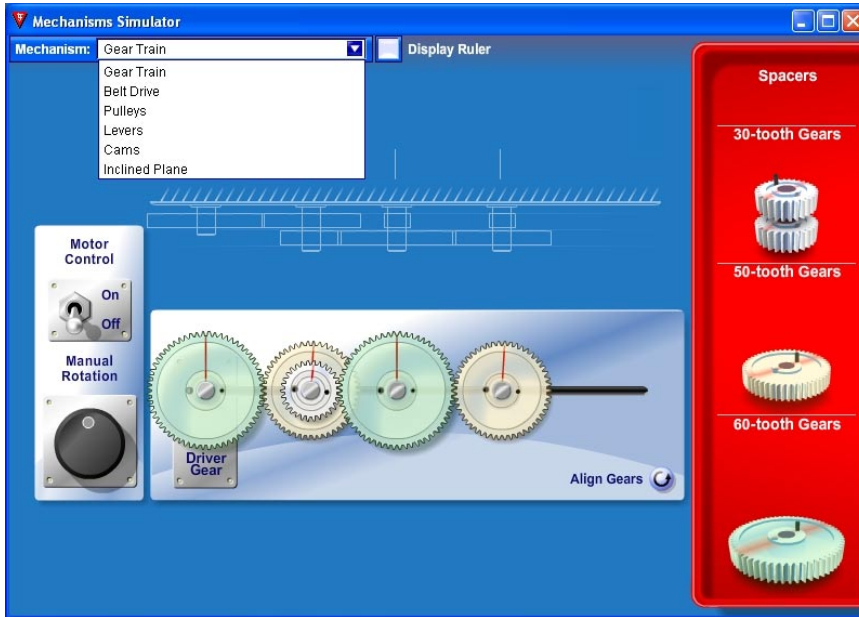 Mechanisms Simulator
Mechanism: Gear Train
Display Ruler
Gear Train
Belt Drive
Pulleys
Levers
Cams
Inclined Plane
Spacers
30-tooth Gears
50-tooth Gears
60-tooth Gears
Motor
Control
On
Off
Manual
Rotation
Driver
Gear
Align Gears